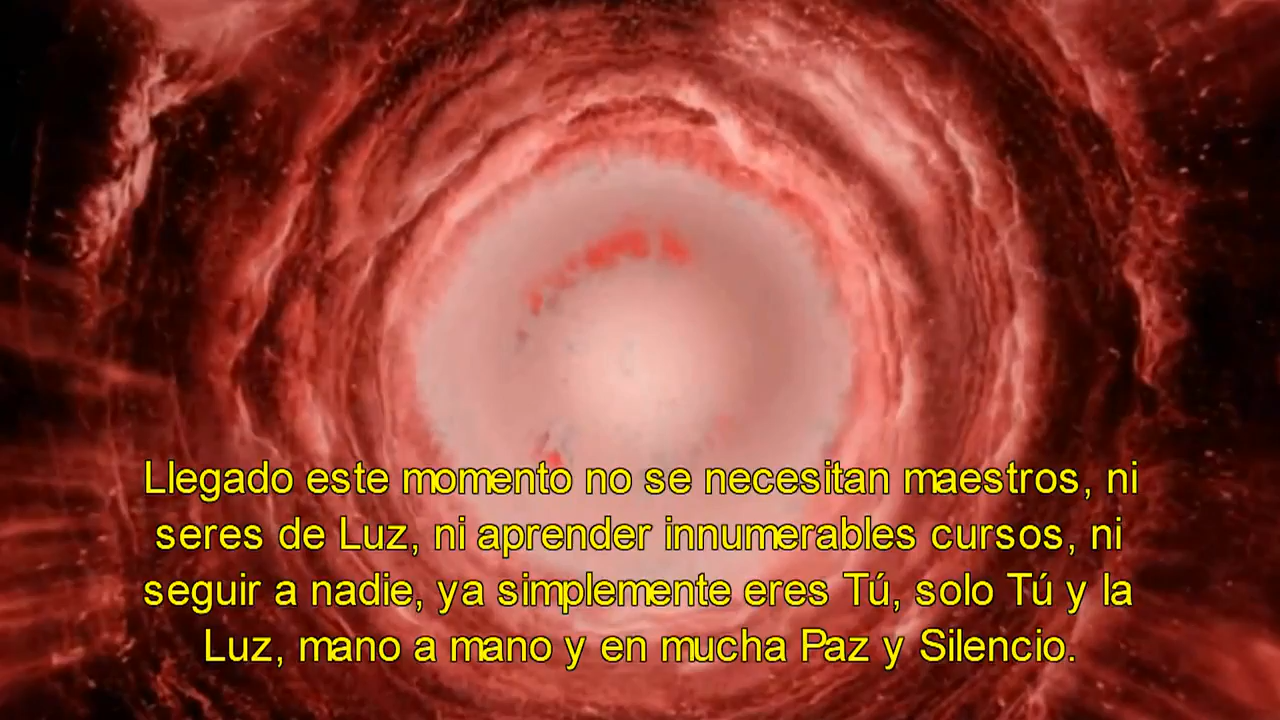 Llegado este momento no se necesitan maestros, ni
seres de Luz, ni aprender innumerables cursos, ni
seguir a nadie, ya simplemente eres Tú, solo Tú y la
Luz, mano a mano y en mucha Paz y Silencio.